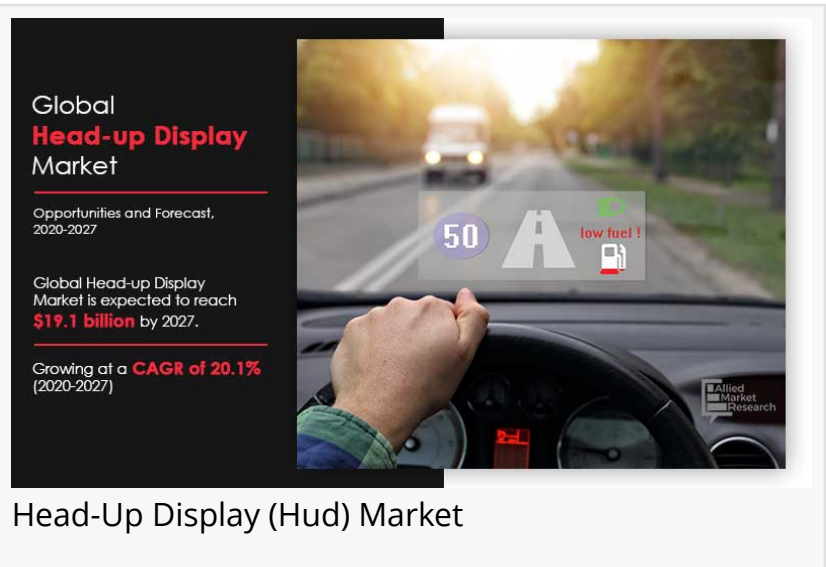 Global
Head-up Display
Market
Opportunities and Forecast,
2020-2027
Global Head-up Display
Market is expected to reach
$19.1 billion by 2027.
Growing at a CAGR of 20.1%
(2020-2027)
50
low fuel !
Allied
Market
Research
Head-Up Display (Hud) Market